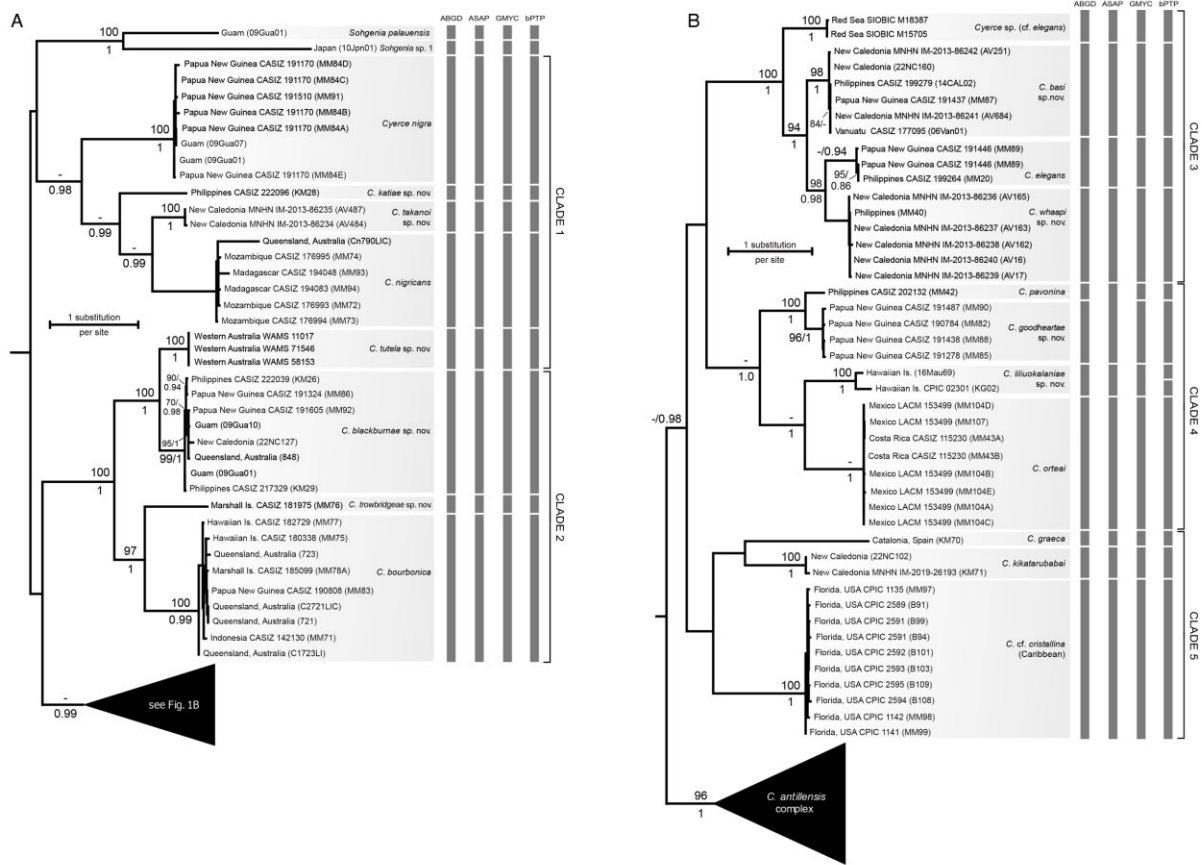 A
ABGD ASAP GMYC bPTP
100
1
Guam (09Gua01)
Sohgenia palauensis
Japan (10Jpn01) Sohgenia sp. 1
Papua New Guinea CASIZ 191170 (MM84D)
Papua New Guinea CASIZ 191170 (MM84C)
Papua New Guinea CASIZ 191510 (MM91)
Papua New Guinea CASIZ 191170 (MM84B)
Papua New Guinea CASIZ 191170 (MM84A)
Guam (09Gua07)
Guam (09Gua01)
Papua New Guinea CASIZ 191170 (MM84E)
Cyerce nigra
100
1
-
0.98
Philippines CASIZ 222096 (KM28)
C. katiae sp. nov.
-
0.99
100
1
New Caledonia MNHN IM-2013-86235 (AV487)
New Caledonia MNHN IM-2013-86234 (AV484)
C. takanoi
sp. nov.
-
0.99
Queensland, Australia (Cn790LIC)
Mozambique CASIZ 176995 (MM74)
Madagascar CASIZ 194048 (MM93)
Madagascar CASIZ 194083 (MM94)
Mozambique CASIZ 176993 (MM72)
Mozambique CASIZ 176994 (MM73)
C. nigricans
CLADE 1
1 substitution
per site
100
1
Western Australia WAMS 11017
Western Australia WAMS 71546
Western Australia WAMS 58153
C. tutela sp. nov.
90/
0.94
70/
0.98
95/1
99/1
100
1
Philippines CASIZ 222039 (KM26)
Papua New Guinea CASIZ 191324 (MM86)
Papua New Guinea CASIZ 191605 (MM92)
Guam (09Gua10)
New Caledonia (22NC127)
Queensland, Australia (848)
Guam (09Gua01)
Philippines CASIZ 217329 (KM29)
C. blackburnae sp. nov.
100
1
Marshall Is. CASIZ 181975 (MM76)
C. trowbridgeae sp. nov.
97
1
Hawaiian Is. CASIZ 182729 (MM77)
Hawaiian Is. CASIZ 180338 (MM75)
Queensland, Australia (723)
Marshall Is. CASIZ 185099 (MM78A)
Papua New Guinea CASIZ 190808 (MM83)
Queensland, Australia (C2721LIC)
Queensland, Australia (721)
Indonesia CASIZ 142130 (MM71)
Queensland, Australia (C1723LI)
C. bourbonica
100
0.99
CLADE 2
-
0.99
see Fig. 1B
B
ABGD ASAP GMYC bPTP
100
1
Red Sea SIOBIC M18387
Red Sea SIOBIC M15705
Cyerce sp. (cf. elegans)
100
1
98
1
84/-
New Caledonia MNHN IM-2013-86242 (AV251)
New Caledonia (22NC160)
Philippines CASIZ 199279 (14CAL02)
Papua New Guinea CASIZ 191437 (MM87)
New Caledonia MNHN IM-2013-86241 (AV684)
Vanuatu CASIZ 177095 (06Van01)
C. basi
sp.nov.
94
1
-/0.94
95/
0.86
Papua New Guinea CASIZ 191446 (MM89)
Papua New Guinea CASIZ 191446 (MM89)
Philippines CASIZ 199264 (MM20)
C. elegans
98
0.98
New Caledonia MNHN IM-2013-86236 (AV165)
Philippines (MM40)
New Caledonia MNHN IM-2013-86237 (AV163)
New Caledonia MNHN IM-2013-86238 (AV162)
New Caledonia MNHN IM-2013-86240 (AV16)
New Caledonia MNHN IM-2013-86239 (AV17)
C. whaapi
sp. nov.
CLADE 3
1 substitution
per site
Philippines CASIZ 202132 (MM42)
C. pavonina
100
1
96/1
Papua New Guinea CASIZ 191487 (MM90)
Papua New Guinea CASIZ 190784 (MM82)
Papua New Guinea CASIZ 191438 (MM88)
Papua New Guinea CASIZ 191278 (MM85)
C. goodheartae
sp. nov.
-
1.0
100
1
Hawaiian Is. (16Mau69)
Hawaiian Is. CPIC 02301 (KG02)
C. liliuokalaniae
sp. nov.
-
1
-
1
Mexico LACM 153499 (MM104D)
Mexico LACM 153499 (MM107)
Costa Rica CASIZ 115230 (MM43A)
Costa Rica CASIZ 115230 (MM43B)
Mexico LACM 153499 (MM104B)
Mexico LACM 153499 (MM104E)
Mexico LACM 153499 (MM104A)
Mexico LACM 153499 (MM104C)
C. orteai
CLADE 4
-/0.98
Catalonia, Spain (KM70)
C. graeca
100
1
New Caledonia (22NC102)
New Caledonia MNHN IM-2019-26193 (KM71)
C. kikatarubabai
Florida, USA CPIC 1135 (MM97)
Florida, USA CPIC 2589 (B91)
Florida, USA CPIC 2591 (B99)
Florida, USA CPIC 2591 (B94)
Florida, USA CPIC 2592 (B101)
Florida, USA CPIC 2593 (B103)
Florida, USA CPIC 2595 (B109)
Florida, USA CPIC 2594 (B108)
Florida, USA CPIC 1142 (MM98)
Florida, USA CPIC 1141 (MM99)
C. cf. cristallina
(Caribbean)
100
1
CLADE 5
96
1
C. antillensis
complex